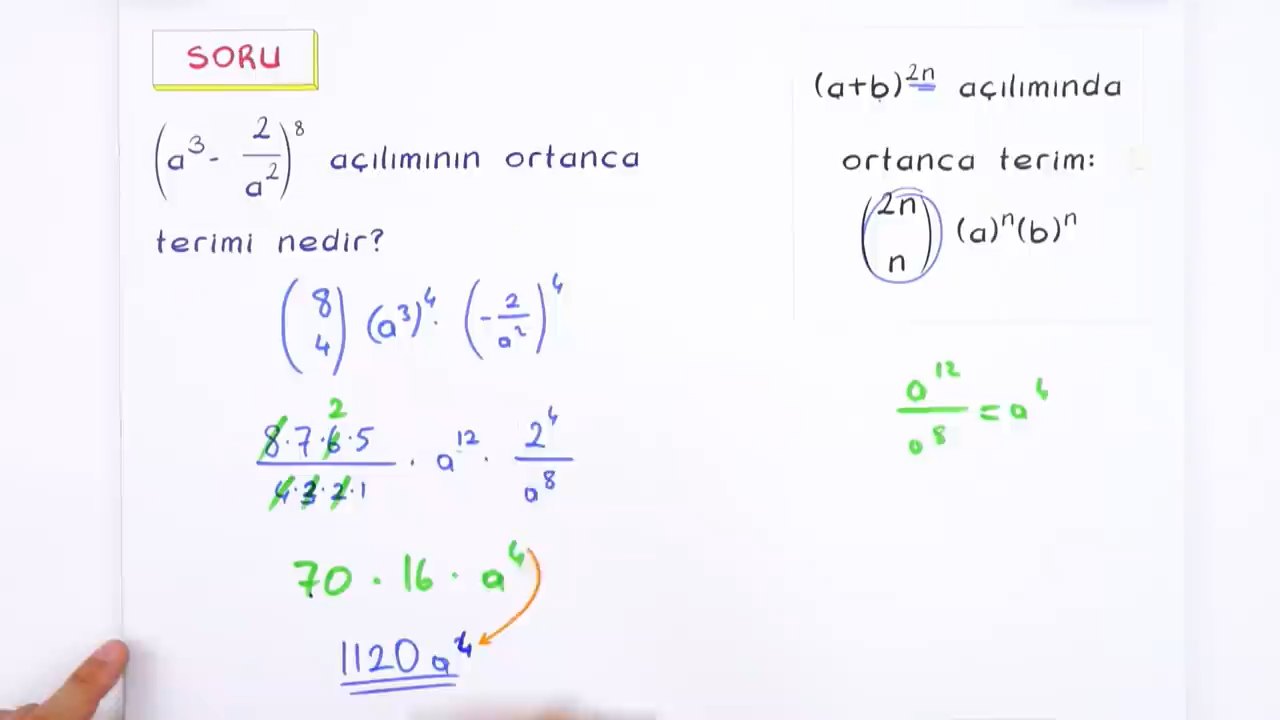 SORU
(a³ - 2/a²)⁸ açılımının ortanca
terimi nedir?
(8 4) (a³)⁴ · (-2/a²)⁴
2
8·7·6·5 / 4·3·2·1 · a¹² · 2⁴/a⁸
70 · 16 · a⁴
1120a⁴
(a+b)²ⁿ açılımında
ortanca terim:
(2n n) (a)ⁿ(b)ⁿ
a¹²/a⁸ = a⁴